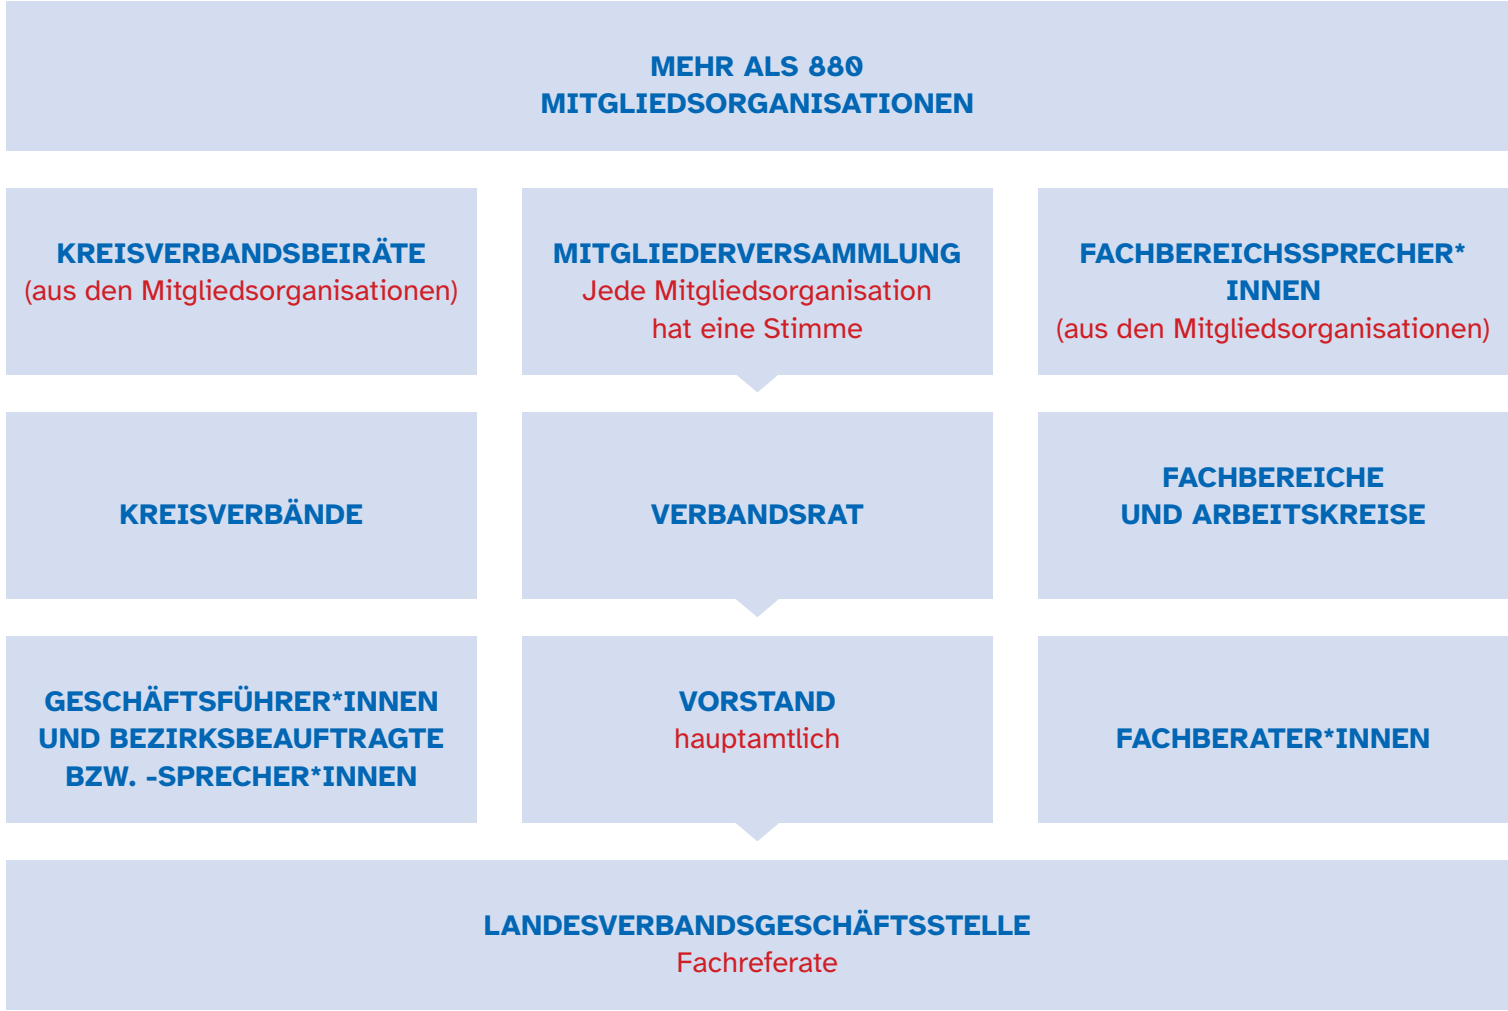 MEHR ALS 880
MITGLIEDSORGANISATIONEN
KREISVERBANDSBEIRÄTE
(aus den Mitgliedsorganisationen)
MITGLIEDERVERSAMMLUNG
Jede Mitgliedsorganisation
hat eine Stimme
FACHBEREICHSSPRECHER*
INNEN
(aus den Mitgliedsorganisationen)
KREISVERBÄNDE
VERBANDSRAT
FACHBEREICHE
UND ARBEITSKREISE
GESCHÄFTSFÜHRER*INNEN
UND BEZIRKSBEAUFTRAGTE
BZW. -SPRECHER*INNEN
VORSTAND
hauptamtlich
FACHBERATER*INNEN
LANDESVERBANDSGESCHÄFTSSTELLE
Fachreferate